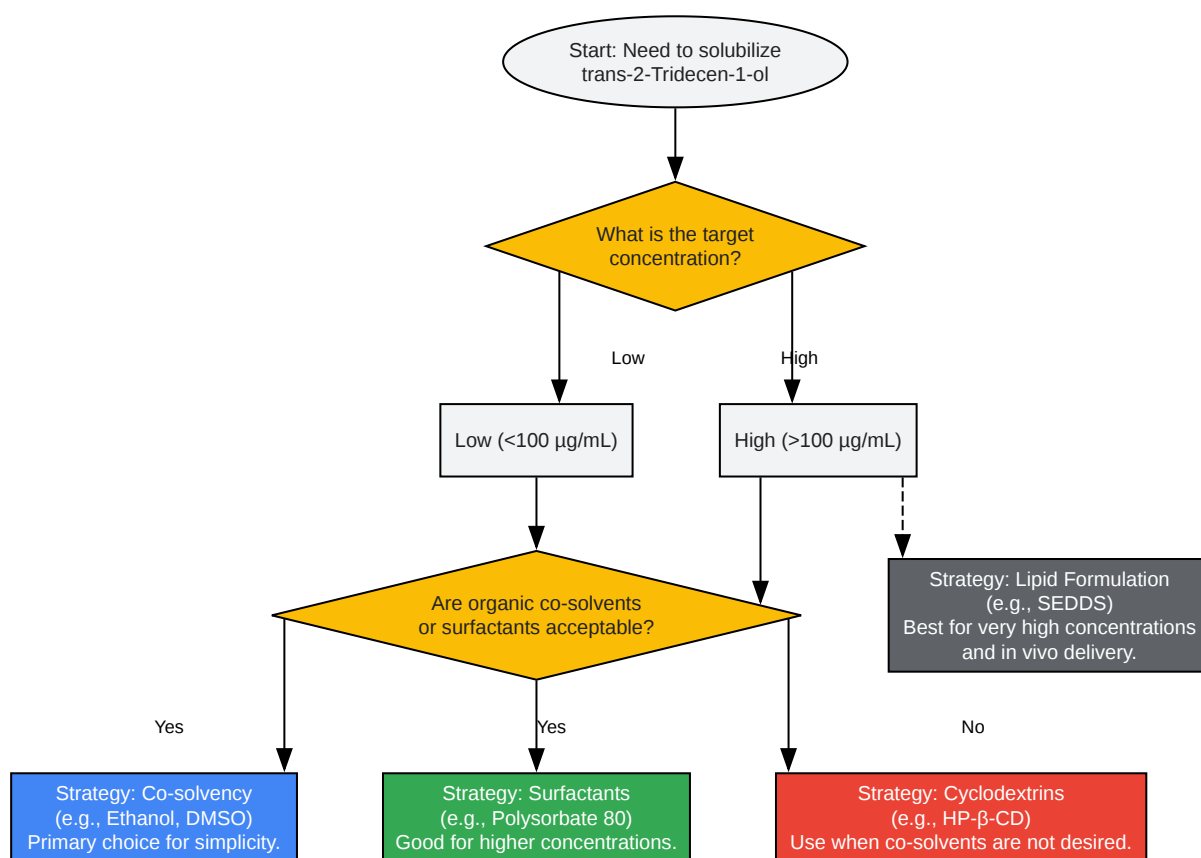 Start: Need to solubilize
trans-2-Tridecen-1-ol
What is the target
concentration?
Low
High
Low (<100 µg/mL)
High (>100 µg/mL)
Strategy: Lipid Formulation
(e.g., SEDDS)
Best for very high concentrations
and in vivo delivery.
Are organic co-solvents
or surfactants acceptable?
Yes
Yes
No
Strategy: Co-solvency
(e.g., Ethanol, DMSO)
Primary choice for simplicity.
Strategy: Surfactants
(e.g., Polysorbate 80)
Good for higher concentrations.
Strategy: Cyclodextrins
(e.g., HP-β-CD)
Use when co-solvents are not desired.